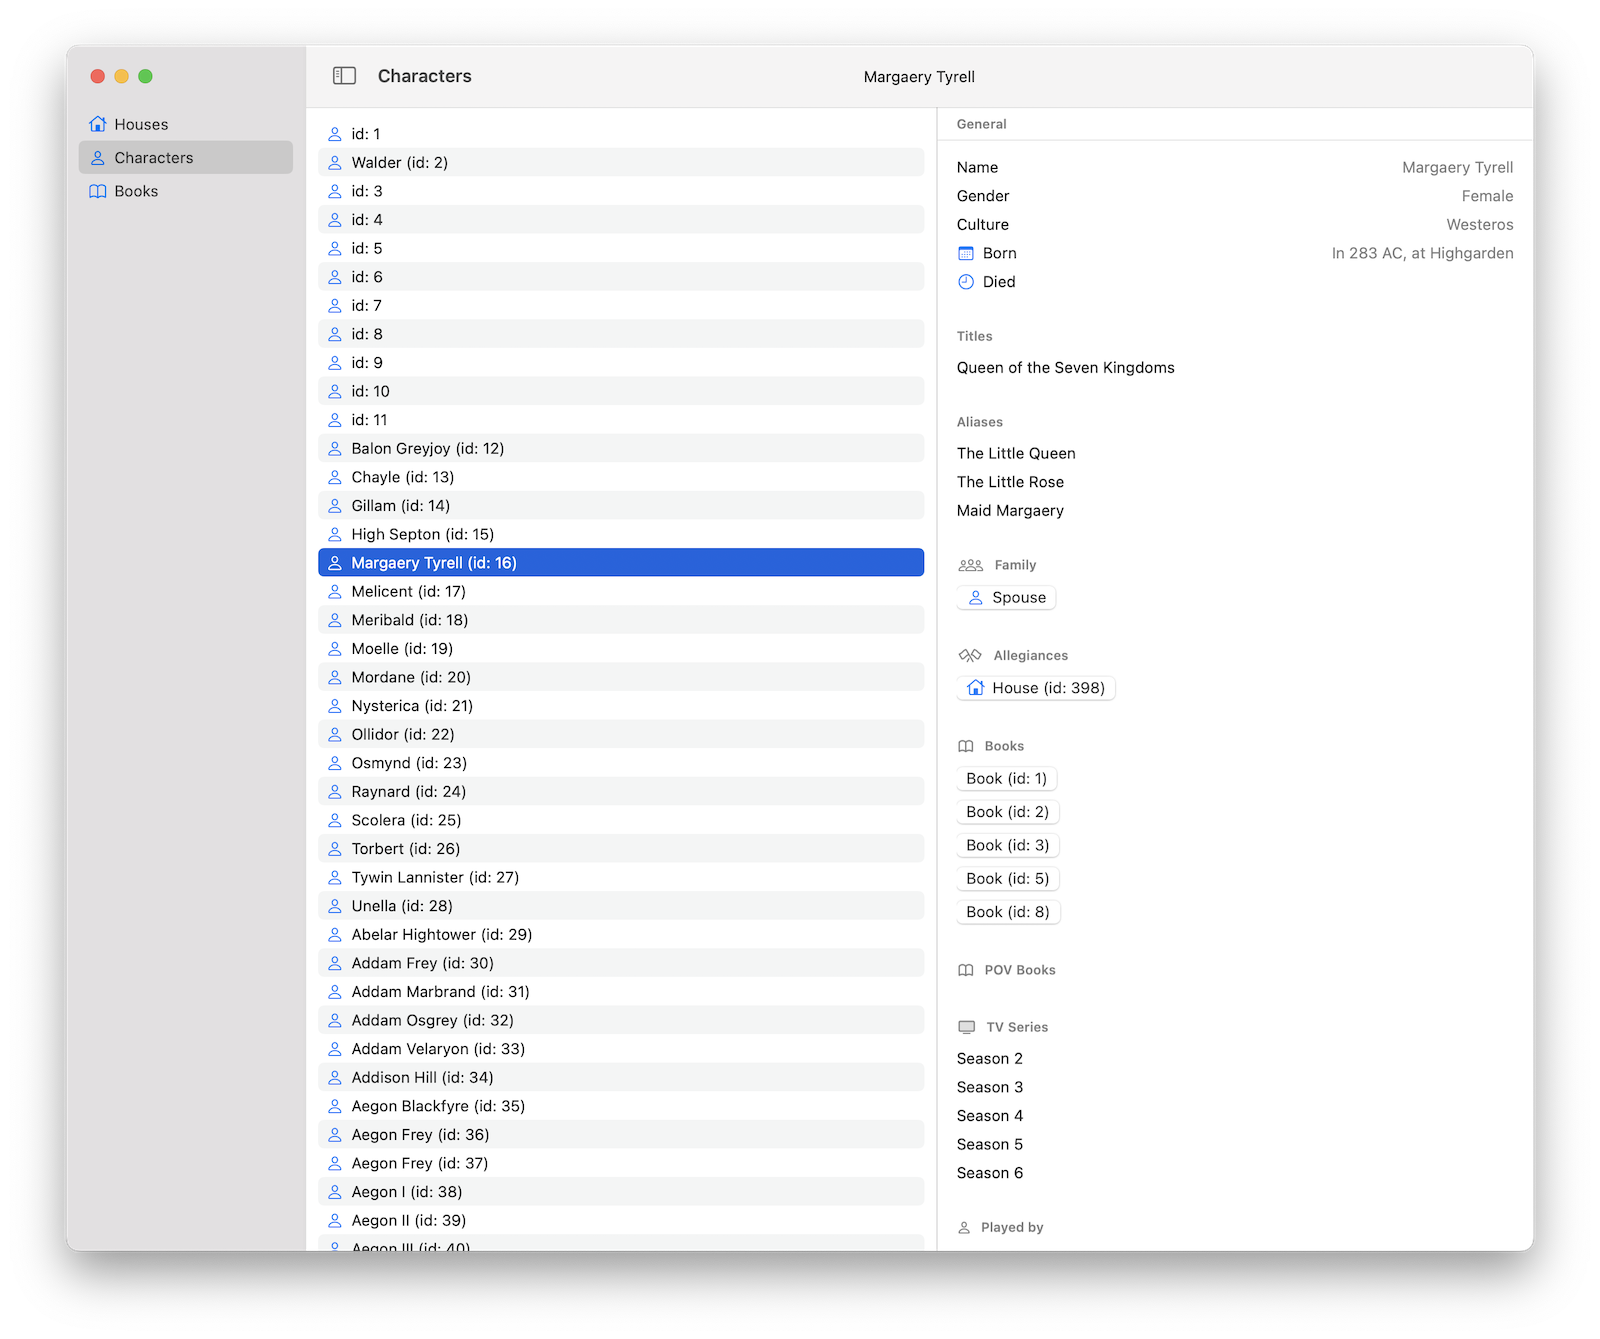 Houses
Characters
Books
Characters
Margaery Tyrell
id: 1
Walder (id: 2)
id: 3
id: 4
id: 5
id: 6
id: 7
id: 8
id: 9
id: 10
id: 11
Balon Greyjoy (id: 12)
Chayle (id: 13)
Gillam (id: 14)
High Septon (id: 15)
Margaery Tyrell (id: 16)
Melicent (id: 17)
Meribald (id: 18)
Moelle (id: 19)
Mordane (id: 20)
Nysterica (id: 21)
Ollidor (id: 22)
Osmynd (id: 23)
Raynard (id: 24)
Scolera (id: 25)
Torbert (id: 26)
Tywin Lannister (id: 27)
Unella (id: 28)
Abelar Hightower (id: 29)
Addam Frey (id: 30)
Addam Marbrand (id: 31)
Addam Osgrey (id: 32)
Addam Velaryon (id: 33)
Addison Hill (id: 34)
Aegon Blackfyre (id: 35)
Aegon Frey (id: 36)
Aegon Frey (id: 37)
Aegon I (id: 38)
Aegon II (id: 39)
Aegon III (id: 40)
General
Name Margaery Tyrell
Gender Female
Culture Westeros
Born In 283 AC, at Highgarden
Died
Titles
Queen of the Seven Kingdoms
Aliases
The Little Queen
The Little Rose
Maid Margaery
Family
Spouse
Allegiances
House (id: 398)
Books
Book (id: 1)
Book (id: 2)
Book (id: 3)
Book (id: 5)
Book (id: 8)
POV Books
TV Series
Season 2
Season 3
Season 4
Season 5
Season 6
Played by